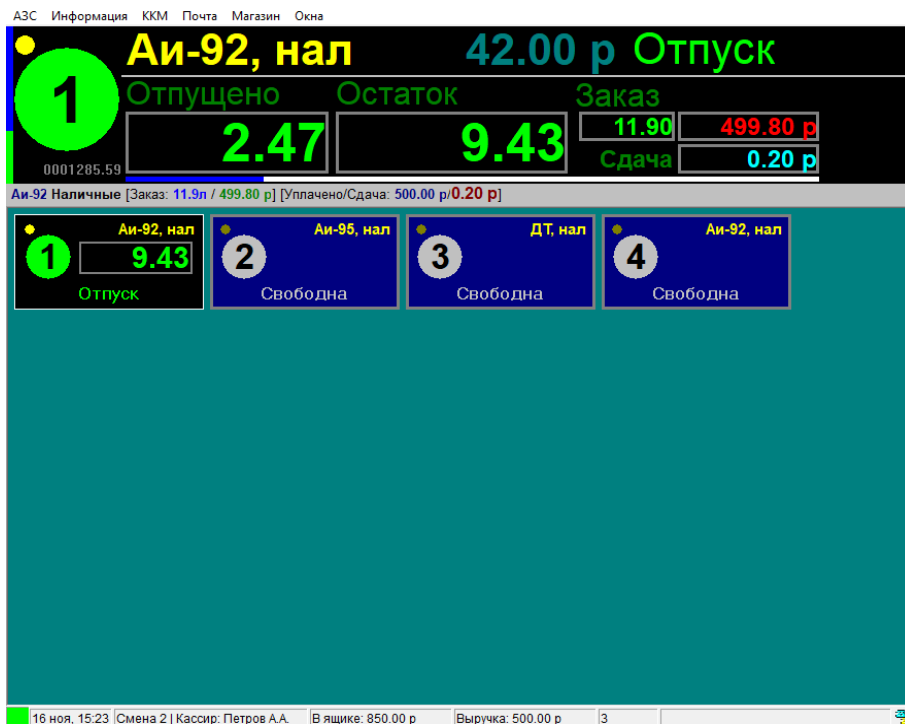 АЗС Информация ККМ Почта Магазин Окна
Аи-92, нал 42.00 р Отпуск
1 Отпущено Остаток Заказ
2.47 9.43 11.90 499.80 р
Сдача 0.20 р
0001285.59
Аи-92 Наличные [Заказ: 11.9л / 499.80 р] [Уплачено/Сдача: 500.00 р/0.20 р]
Аи-92, нал Аи-95, нал ДТ, нал Аи-92, нал
1 9.43 2 3 4
Отпуск Свободна Свободна Свободна
16 ноя, 15:23 Смена 2 | Кассир: Петров А.А. В ящике: 850.00 р Выручка: 500.00 р 3